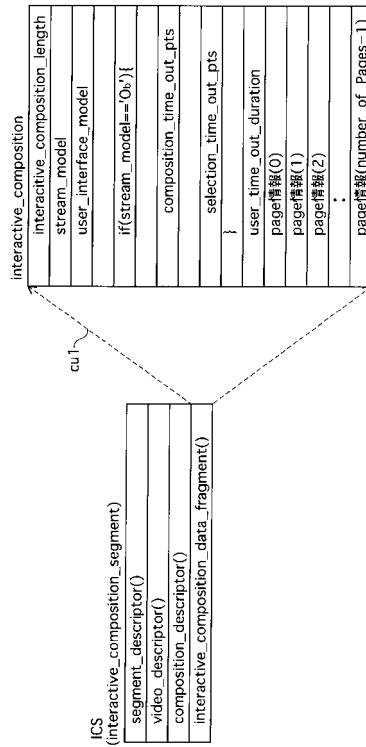 ICS
(interactive_composition_segment)
segment_descriptor()
video_descriptor()
composition_descriptor()
interactive_composition_data_fragment()
cu1
interactive_composition
interacitive_composition_length
stream_model
user_interface_model
if(stream_model=='0b'){
composition_time_out_pts
selection_time_out_pts
}
user_time_out_duration
page情報(0)
page情報(1)
page情報(2)
:
page情報(number of Pages-1)